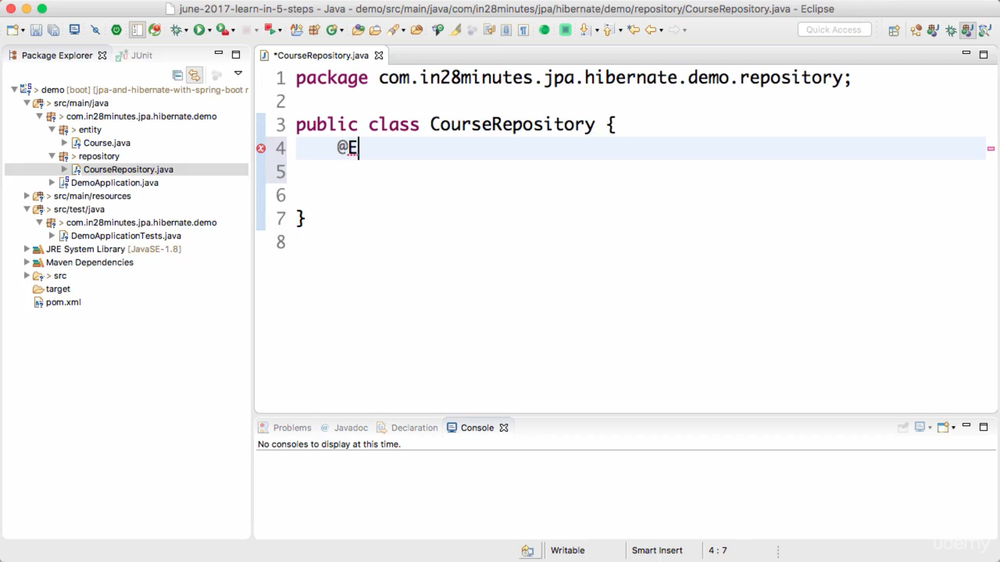 june-2017-learn-in-5-steps - Java - demo/src/main/java/com/in28minutes/jpa/hibernate/demo/repository/CourseRepository.java - Eclipse
Quick Access
Package Explorer
JUnit
*CourseRepository.java
> demo [boot] [jpa-and-hibernate-with-spring-boot r
> src/main/java
> com.in28minutes.jpa.hibernate.demo
> entity
Course.java
> repository
CourseRepository.java
DemoApplication.java
> src/main/resources
> src/test/java
> com.in28minutes.jpa.hibernate.demo
DemoApplicationTests.java
JRE System Library [JavaSE-1.8]
Maven Dependencies
> src
target
pom.xml
1 package com.in28minutes.jpa.hibernate.demo.repository;
2
3 public class CourseRepository {
4 @E
5
6
7 }
8
Problems
@ Javadoc
Declaration
Console
No consoles to display at this time.
Writable
Smart Insert
4 : 7
udemy